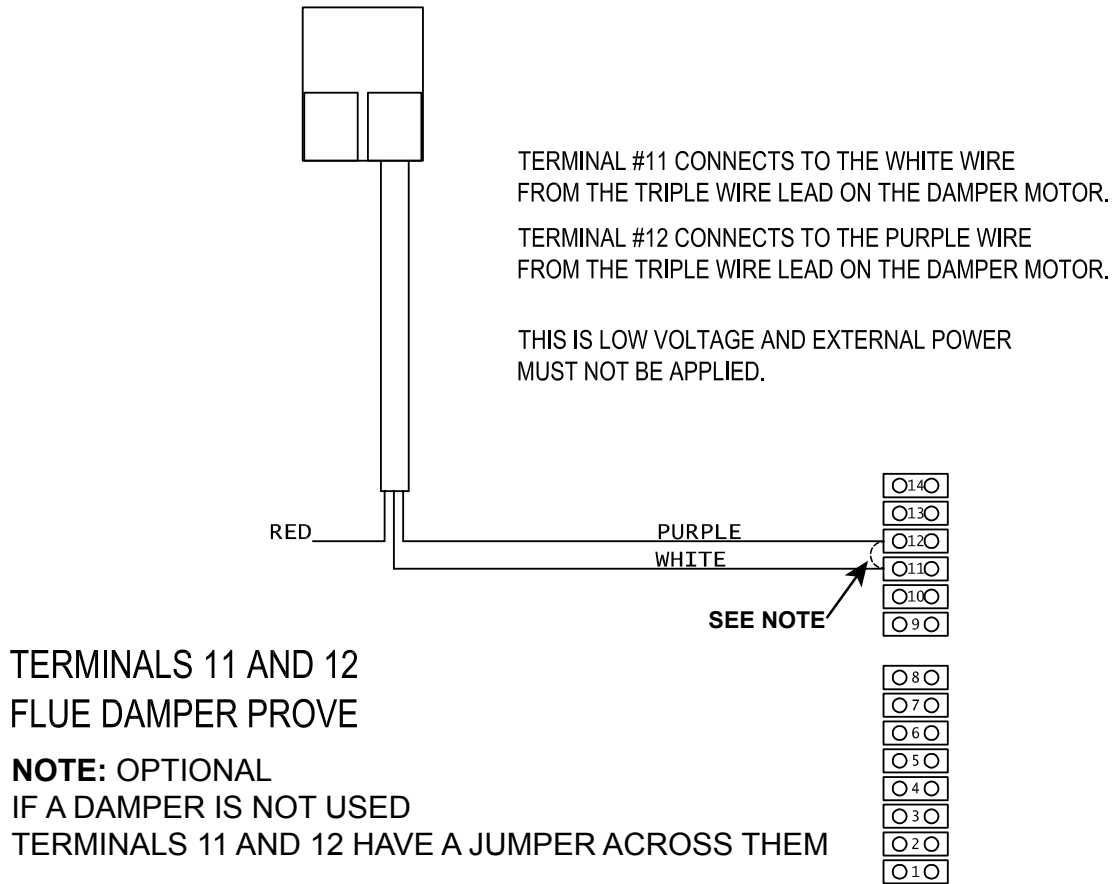 TERMINAL #11 CONNECTS TO THE WHITE WIRE
FROM THE TRIPLE WIRE LEAD ON THE DAMPER MOTOR.
TERMINAL #12 CONNECTS TO THE PURPLE WIRE
FROM THE TRIPLE WIRE LEAD ON THE DAMPER MOTOR.
THIS IS LOW VOLTAGE AND EXTERNAL POWER
MUST NOT BE APPLIED.
RED
PURPLE
WHITE
SEE NOTE
14
13
12
11
10
9
8
7
6
5
4
3
2
1
TERMINALS 11 AND 12
FLUE DAMPER PROVE
NOTE: OPTIONAL
IF A DAMPER IS NOT USED
TERMINALS 11 AND 12 HAVE A JUMPER ACROSS THEM